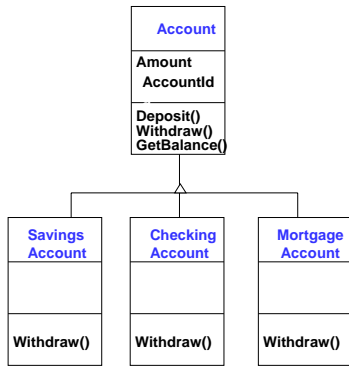 Account
Amount
AccountId
Deposit()
Withdraw()
GetBalance()
Savings
Account
Checking
Account
Mortgage
Account
Withdraw()
Withdraw()
Withdraw()